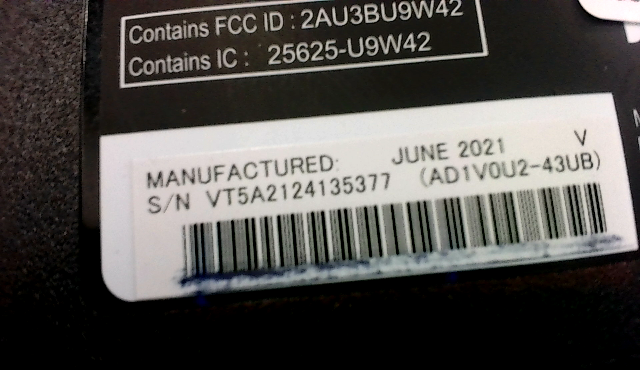 Contains FCC ID : 2AU3BU9W42
Contains IC : 25625-U9W42
MANUFACTURED: JUNE 2021 V
S/N VT5A2124135377 (AD1V0U2-43UB)